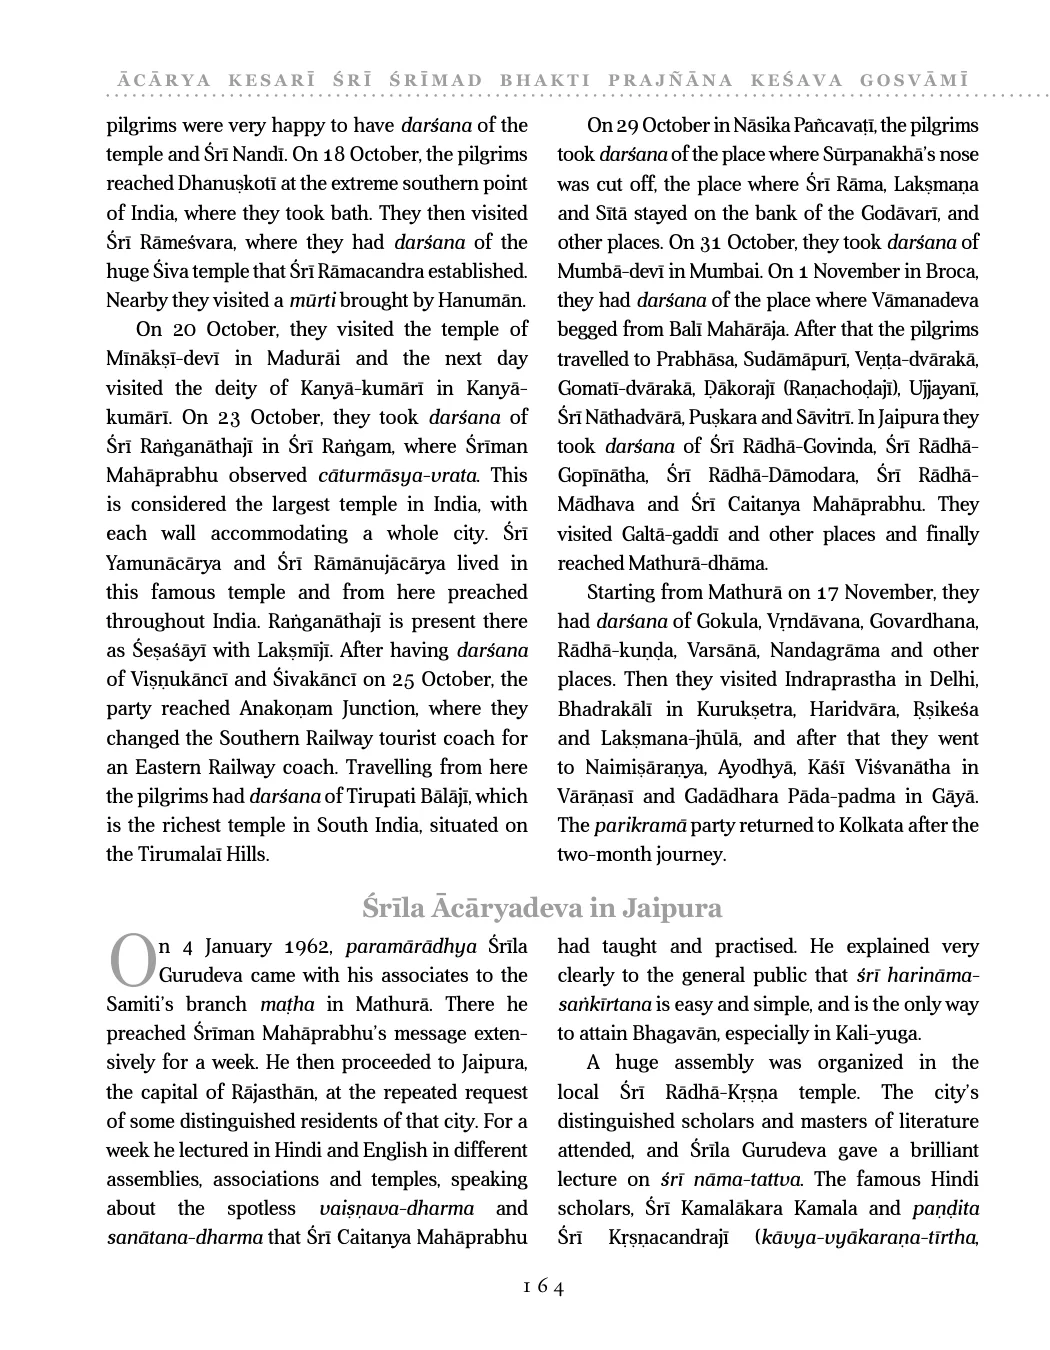 ĀCĀRYA KESARĪ ŚRĪ ŚRĪMAD BHAKTI PRAJÑĀNA KEŚAVA GOSVĀMĪ
pilgrims were very happy to have darśana of the
temple and Śrī Nandī. On 18 October, the pilgrims
reached Dhanuṣkotī at the extreme southern point
of India, where they took bath. They then visited
Śrī Rāmeśvara, where they had darśana of the
huge Śiva temple that Śrī Rāmacandra established.
Nearby they visited a mūrti brought by Hanumān.
On 20 October, they visited the temple of
Mīnākṣī-devī in Madurāi and the next day
visited the deity of Kanyā-kumārī in Kanyā-
kumārī. On 23 October, they took darśana of
Śrī Raṅganāthajī in Śrī Raṅgam, where Śrīman
Mahāprabhu observed cāturmāsya-vrata. This
is considered the largest temple in India, with
each wall accommodating a whole city. Śrī
Yamunācārya and Śrī Rāmānujācārya lived in
this famous temple and from here preached
throughout India. Raṅganāthajī is present there
as Śeṣaśāyī with Lakṣmījī. After having darśana
of Viṣnukāncī and Śivakāncī on 25 October, the
party reached Anakoṇam Junction, where they
changed the Southern Railway tourist coach for
an Eastern Railway coach. Travelling from here
the pilgrims had darśana of Tirupati Bālājī, which
is the richest temple in South India, situated on
the Tirumalaī Hills.
On 29 October in Nāsika Pañcavaṭī, the pilgrims
took darśana of the place where Sūrpanakhā's nose
was cut off, the place where Śrī Rāma, Lakṣmaṇa
and Sītā stayed on the bank of the Godāvarī, and
other places. On 31 October, they took darśana of
Mumbā-devī in Mumbai. On 1 November in Broca,
they had darśana of the place where Vāmanadeva
begged from Balī Mahārāja. After that the pilgrims
travelled to Prabhāsa, Sudāmāpurī, Veṇṭa-dvārakā,
Gomatī-dvārakā, Ḍākorajī (Raṇachoḍajī), Ujjayanī,
Śrī Nāthadvārā, Puṣkara and Sāvitrī. In Jaipura they
took darśana of Śrī Rādhā-Govinda, Śrī Rādhā-
Gopīnātha, Śrī Rādhā-Dāmodara, Śrī Rādhā-
Mādhava and Śrī Caitanya Mahāprabhu. They
visited Galtā-gaddī and other places and finally
reached Mathurā-dhāma.
Starting from Mathurā on 17 November, they
had darśana of Gokula, Vṛndāvana, Govardhana,
Rādhā-kuṇḍa, Varsānā, Nandagrāma and other
places. Then they visited Indraprastha in Delhi,
Bhadrakālī in Kurukṣetra, Haridvāra, Ṛṣikeśa
and Lakṣmana-jhūlā, and after that they went
to Naimiṣāraṇya, Ayodhyā, Kāśī Viśvanātha in
Vārāṇasī and Gadādhara Pāda-padma in Gāyā.
The parikramā party returned to Kolkata after the
two-month journey.
Śrīla Ācāryadeva in Jaipura
On 4 January 1962, paramārādhya Śrīla
Gurudeva came with his associates to the
Samiti's branch maṭha in Mathurā. There he
preached Śrīman Mahāprabhu's message exten-
sively for a week. He then proceeded to Jaipura,
the capital of Rājasthān, at the repeated request
of some distinguished residents of that city. For a
week he lectured in Hindi and English in different
assemblies, associations and temples, speaking
about the spotless vaiṣṇava-dharma and
sanātana-dharma that Śrī Caitanya Mahāprabhu
had taught and practised. He explained very
clearly to the general public that śrī harināma-
saṅkīrtana is easy and simple, and is the only way
to attain Bhagavān, especially in Kali-yuga.
A huge assembly was organized in the
local Śrī Rādhā-Kṛṣṇa temple. The city's
distinguished scholars and masters of literature
attended, and Śrīla Gurudeva gave a brilliant
lecture on śrī nāma-tattva. The famous Hindi
scholars, Śrī Kamalākara Kamala and paṇḍita
Śrī Kṛṣṇacandrajī (kāvya-vyākaraṇa-tīrtha,
164